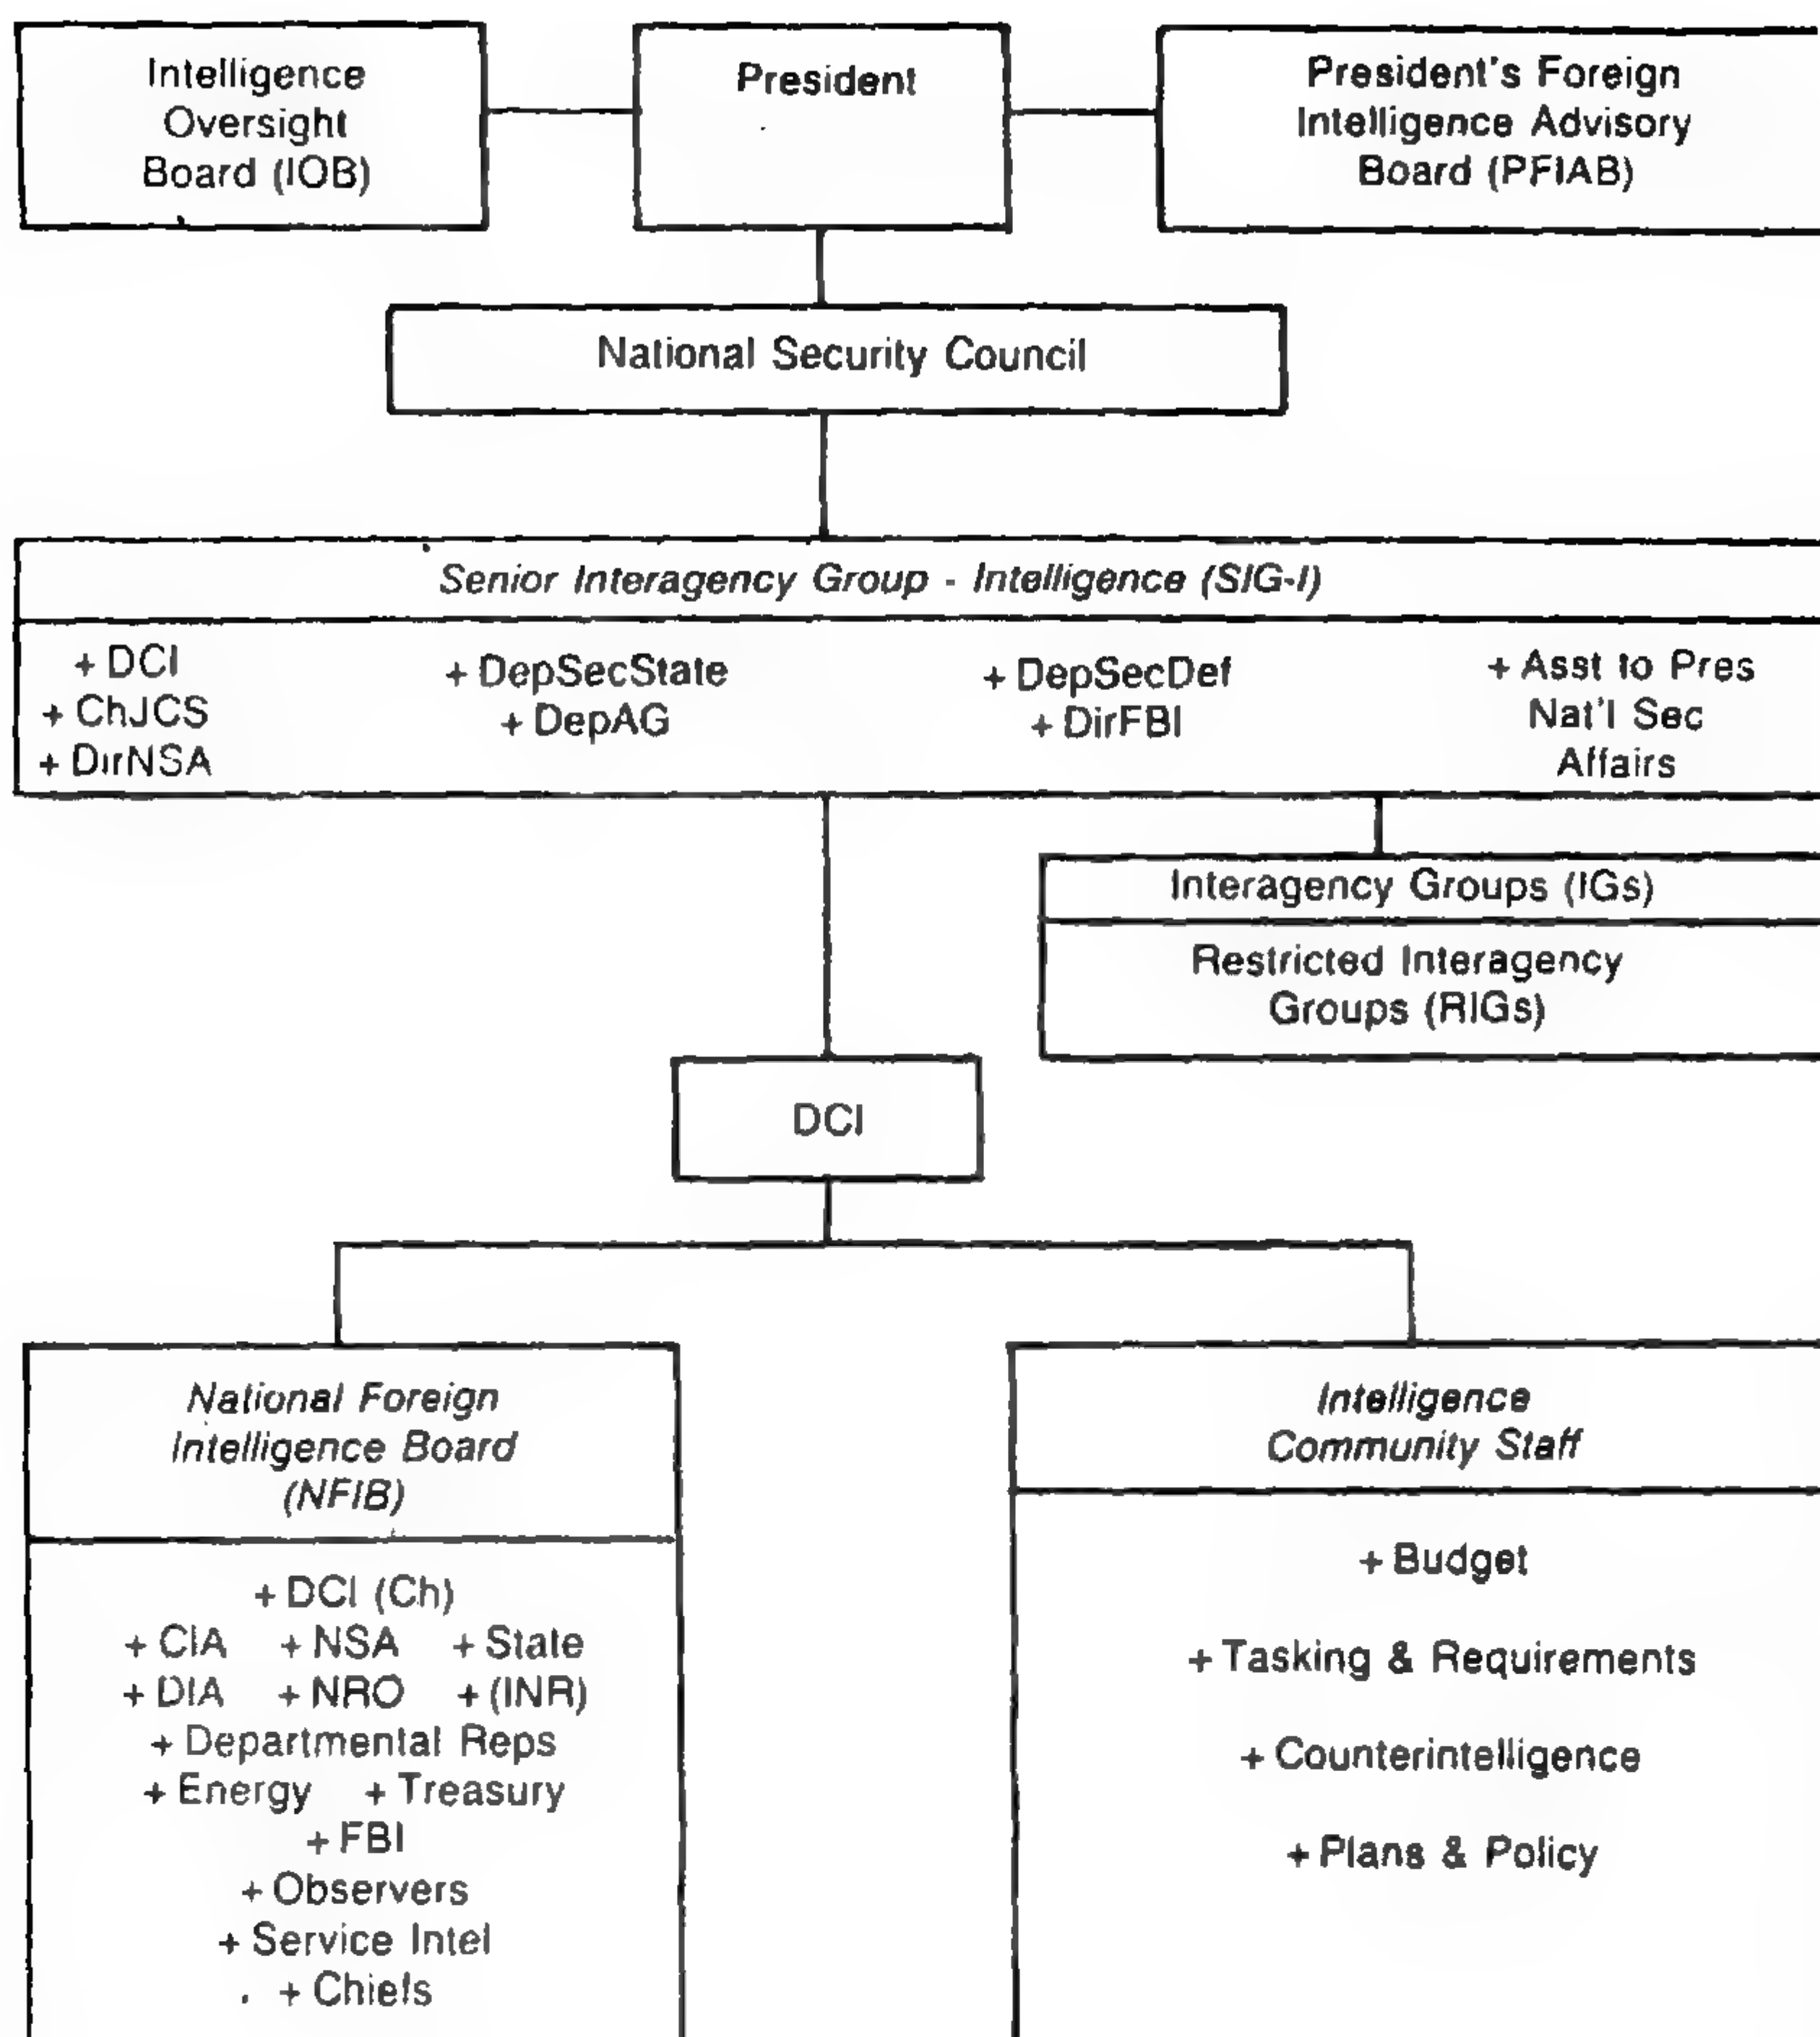 Intelligence
Oversight
Board (IOB)
President
President's Foreign
Intelligence Advisory
Board (PFIAB)
National Security Council
Senior Interagency Group - Intelligence (SIG-I)
+ DCI
+ ChJCS
+ DirNSA
+ DepSecState
+ DepAG
+ DepSecDef
+ DirFBI
+ Asst to Pres
Nat'l Sec
Affairs
Interagency Groups (IGs)
Restricted Interagency
Groups (RIGs)
DCI
National Foreign
Intelligence Board
(NFIB)
+ DCI (Ch)
+ CIA + NSA + State
+ DIA + NRO + (INR)
+ Departmental Reps
+ Energy + Treasury
+ FBI
+ Observers
+ Service Intel
+ Chiefs
Intelligence
Community Staff
+ Budget
+ Tasking & Requirements
+ Counterintelligence
+ Plans & Policy